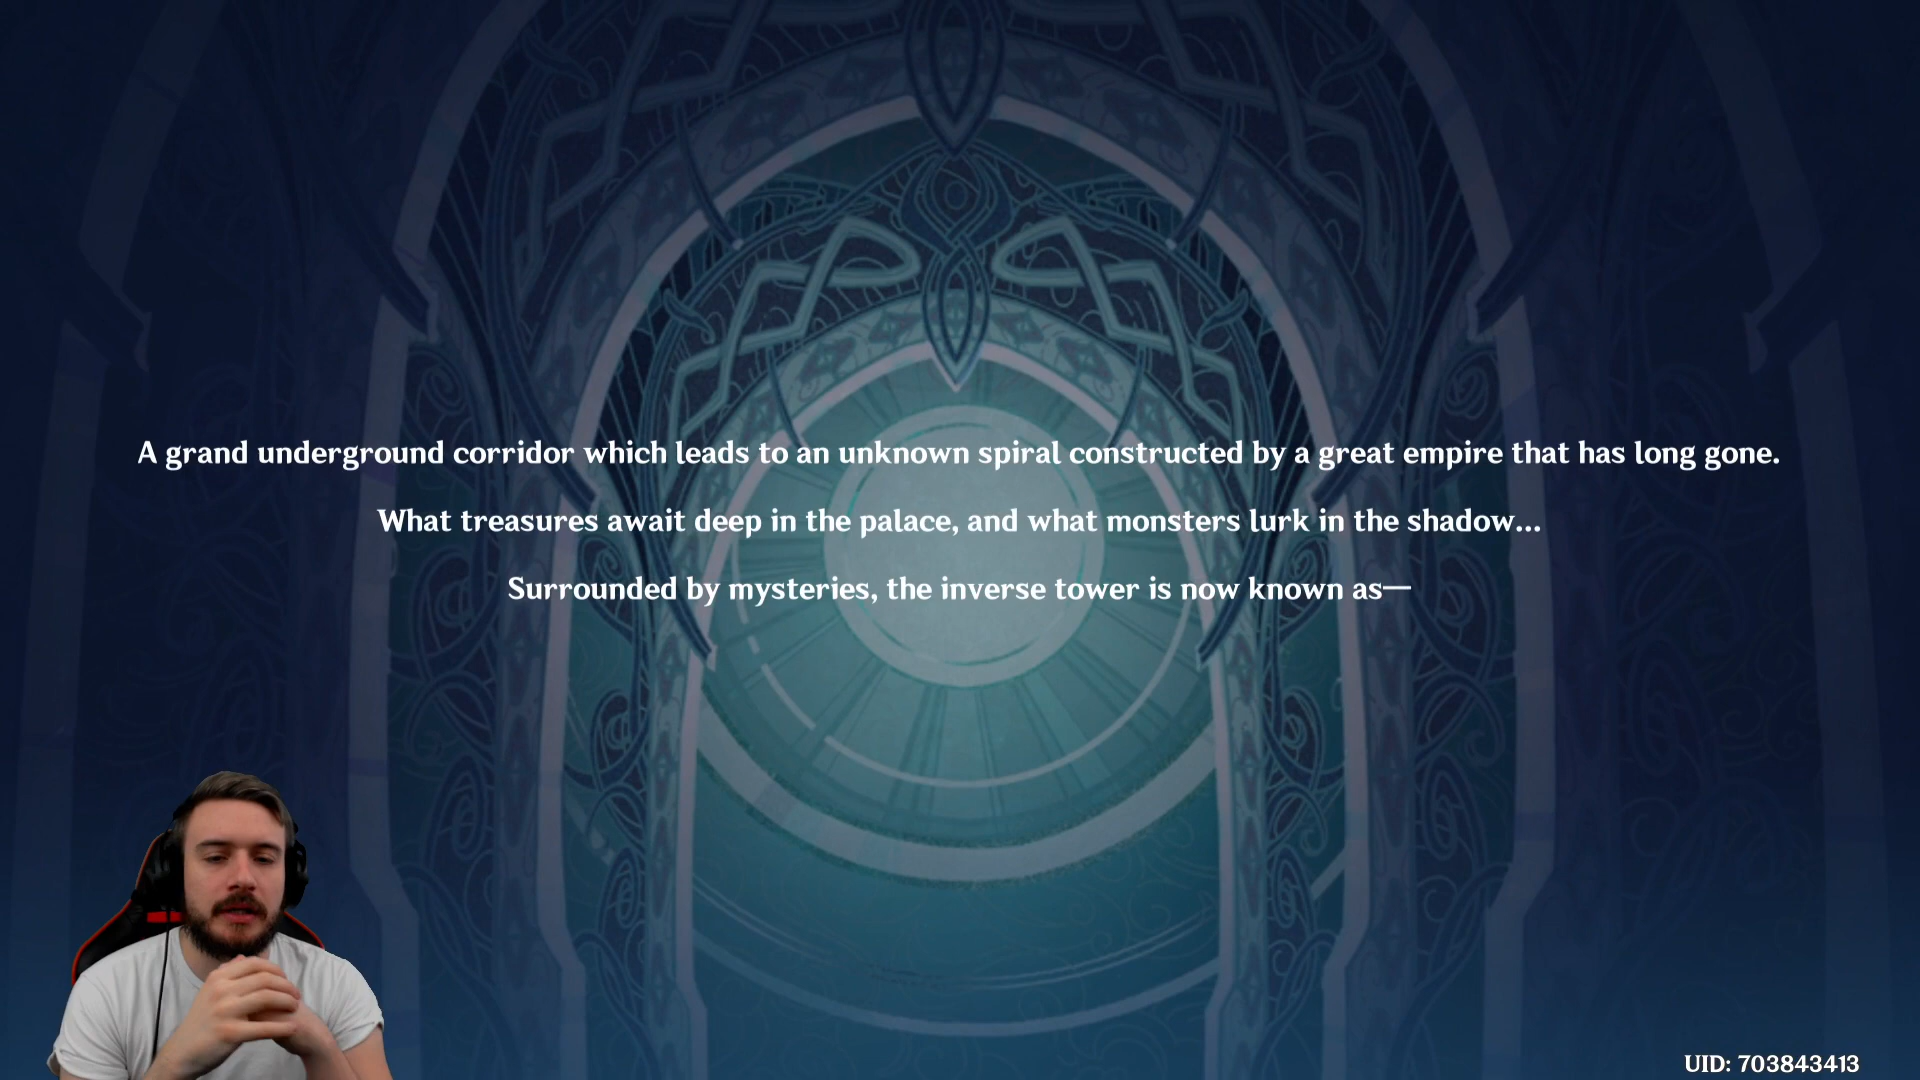 A grand underground corridor which leads to an unknown spiral constructed by a great empire that has long gone.
What treasures await deep in the palace, and what monsters lurk in the shadow...
Surrounded by mysteries, the inverse tower is now known as—
UID: 703843413